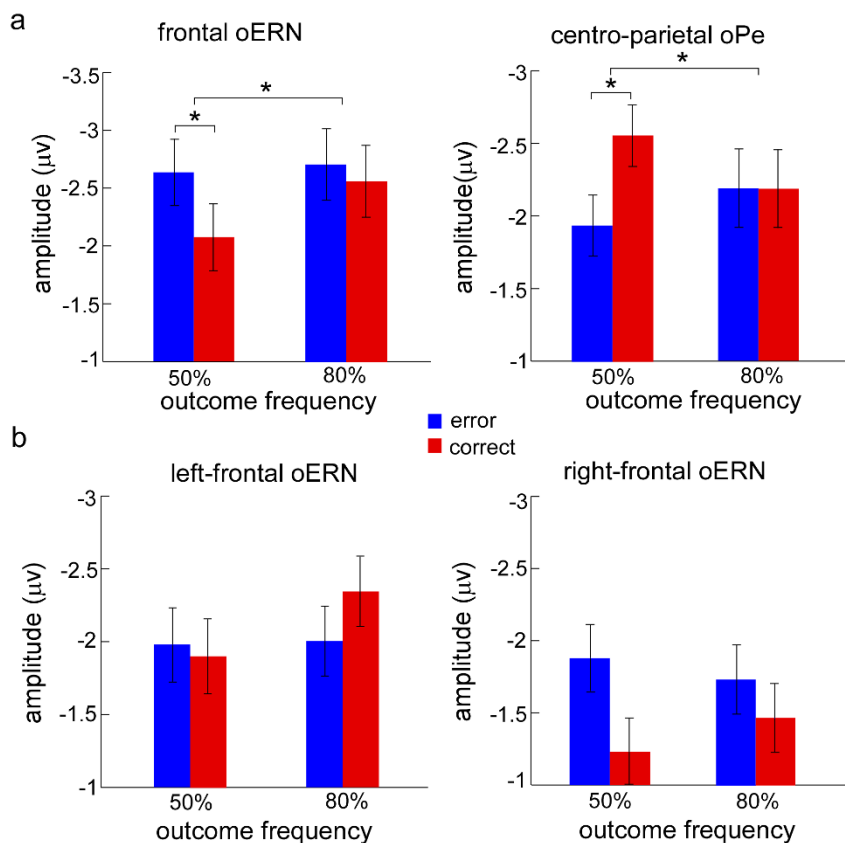 a
frontal oERN
centro-parietal oPe
-3.5
-3
-2.5
-2
-1.5
-1
amplitude (μv)
*
*
50%
80%
outcome frequency
-3
-2.5
-2
-1.5
-1
amplitude(μv)
*
*
50%
80%
outcome frequency
error
correct
b
left-frontal oERN
right-frontal oERN
-3
-2.5
-2
-1.5
-1
amplitude (μv)
50%
80%
outcome frequency
-3
-2.5
-2
-1.5
-1
amplitude (μv)
50%
80%
outcome frequency